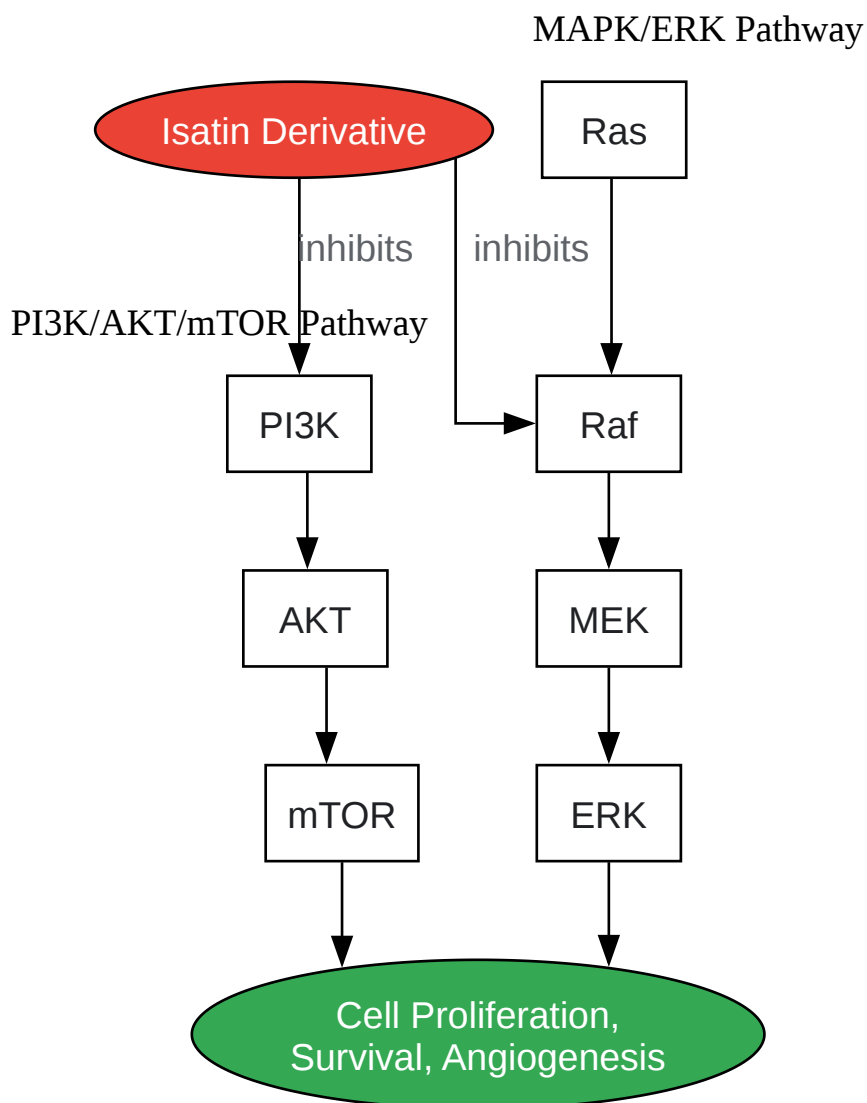 MAPK/ERK Pathway
Isatin Derivative
Ras
inhibits
inhibits
PI3K/AKT/mTOR Pathway
PI3K
Raf
AKT
MEK
mTOR
ERK
Cell Proliferation,
Survival, Angiogenesis